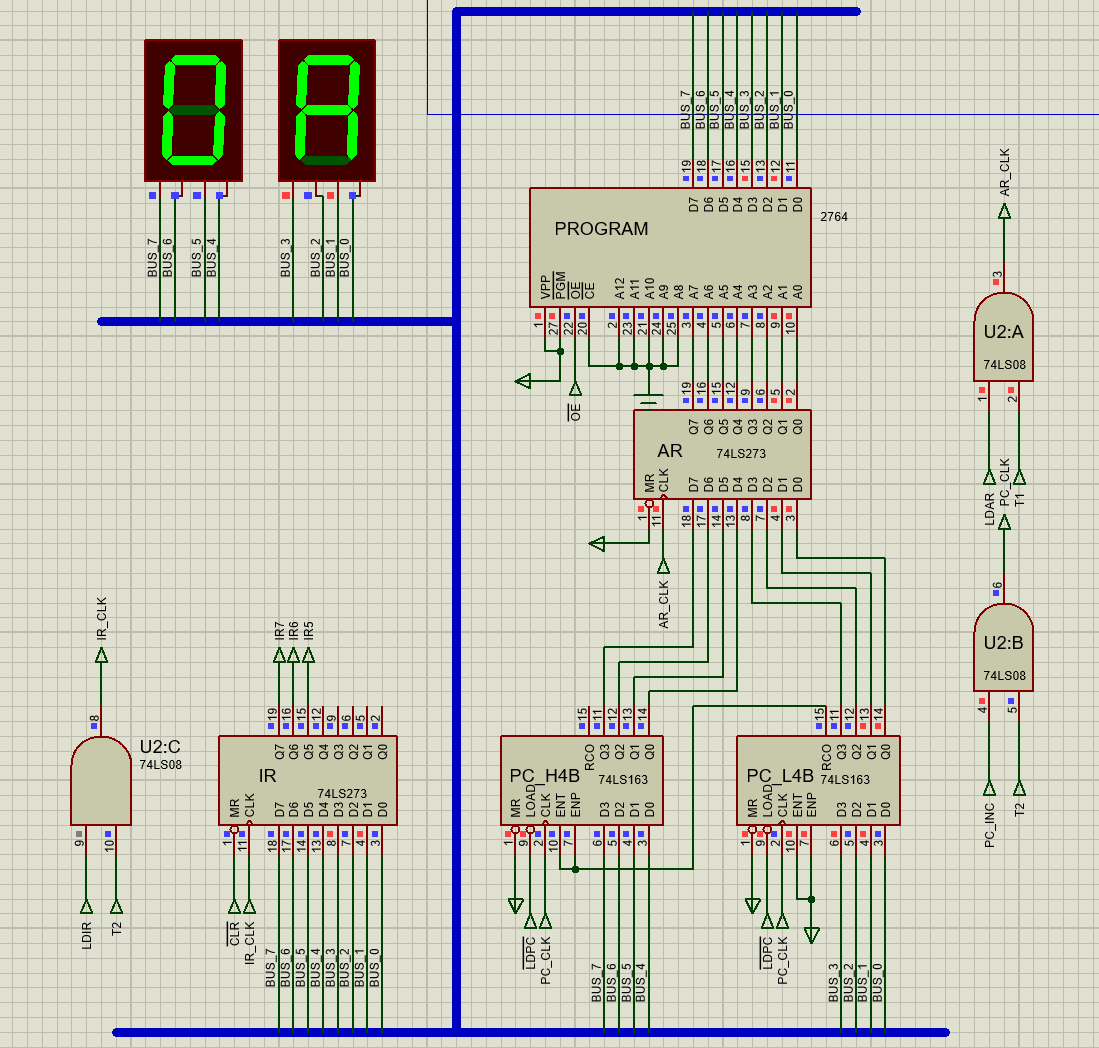 0 A
BUS_7 BUS_6 BUS_5 BUS_4 BUS_3 BUS_2 BUS_1 BUS_0
BUS_7 BUS_6 BUS_5 BUS_4 BUS_3 BUS_2 BUS_1 BUS_0
19 18 17 16 15 13 12 11
D7 D6 D5 D4 D3 D2 D1 D0
PROGRAM
2764
VPP PGM OE CE A12 A11 A10 A9 A8 A7 A6 A5 A4 A3 A2 A1 A0
1 27 22 20 2 23 21 24 25 3 4 5 6 7 8 9 10
OE
19 16 15 12 9 6 5 2
Q7 Q6 Q5 Q4 Q3 Q2 Q1 Q0
AR
74LS273
MR CLK D7 D6 D5 D4 D3 D2 D1 D0
1 11 18 17 14 13 8 7 4 3
AR_CLK
AR_CLK
3
U2:A
74LS08
1 2
LDAR T1
PC_CLK
6
U2:B
74LS08
4 5
PC_INC T2
IR_CLK
8
U2:C
74LS08
9 10
LDIR T2
IR7 IR6 IR5
19 16 15 12 9 6 5 2
Q7 Q6 Q5 Q4 Q3 Q2 Q1 Q0
IR
74LS273
MR CLK D7 D6 D5 D4 D3 D2 D1 D0
1 11 18 17 14 13 8 7 4 3
CLR IR_CLK
BUS_7 BUS_6 BUS_5 BUS_4 BUS_3 BUS_2 BUS_1 BUS_0
15 11 12 13 14
RCO Q3 Q2 Q1 Q0
PC_H4B
74LS163
MR LOAD CLK ENT ENP D3 D2 D1 D0
1 9 2 10 7 6 5 4 3
LDPC PC_CLK
BUS_7 BUS_6 BUS_5 BUS_4
15 11 12 13 14
RCO Q3 Q2 Q1 Q0
PC_L4B
74LS163
MR LOAD CLK ENT ENP D3 D2 D1 D0
1 9 2 10 7 6 5 4 3
LDPC PC_CLK
BUS_3 BUS_2 BUS_1 BUS_0